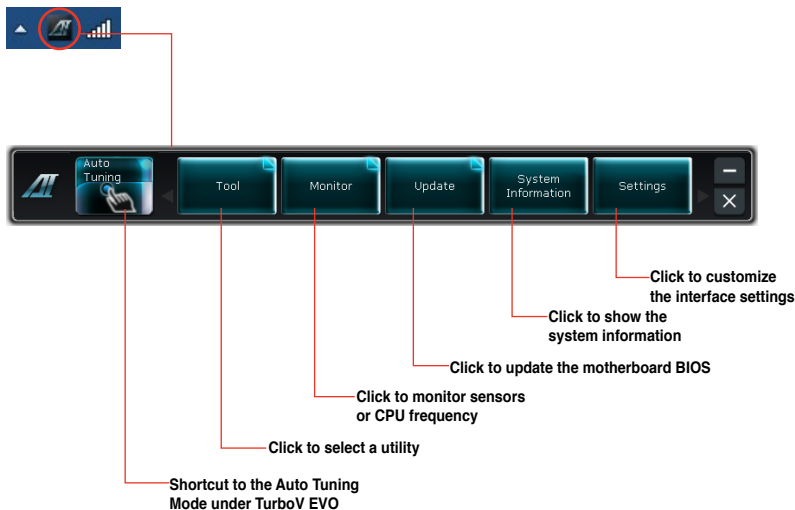 Auto
Tuning
Tool
Monitor
Update
System
Information
Settings
Click to customize
the interface settings
Click to show the
system information
Click to update the motherboard BIOS
Click to monitor sensors
or CPU frequency
Click to select a utility
Shortcut to the Auto Tuning
Mode under TurboV EVO